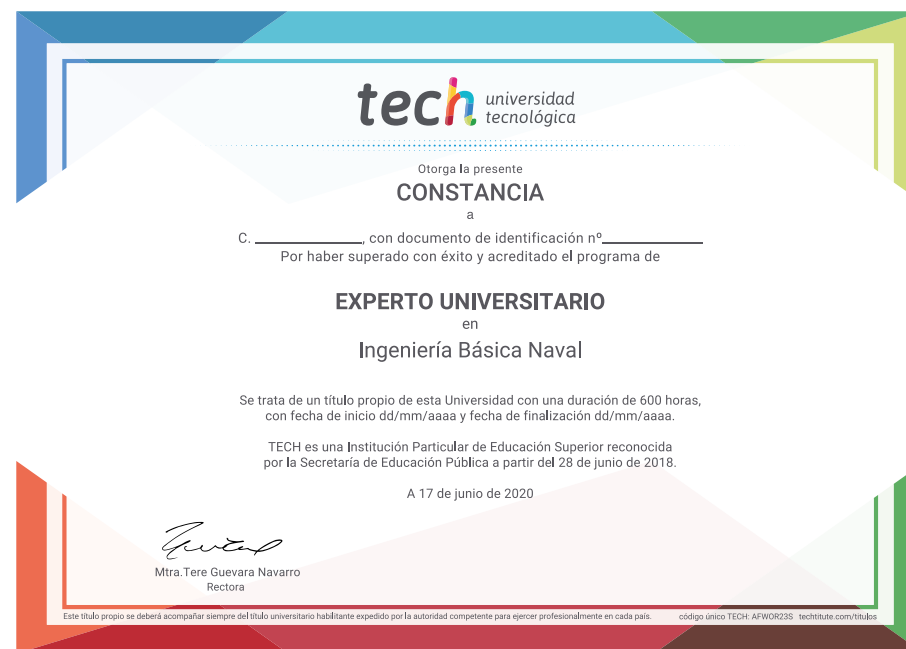 tech universidad
tecnológica
Otorga la presente
CONSTANCIA
a
C. ____________, con documento de identificación nº____________
Por haber superado con éxito y acreditado el programa de
EXPERTO UNIVERSITARIO
en
Ingeniería Básica Naval
Se trata de un título propio de esta Universidad con una duración de 600 horas,
con fecha de inicio dd/mm/aaaa y fecha de finalización dd/mm/aaaa.
TECH es una Institución Particular de Educación Superior reconocida
por la Secretaría de Educación Pública a partir del 28 de junio de 2018.
A 17 de junio de 2020
Mtra.Tere Guevara Navarro
Rectora
Este título propio se deberá acompañar siempre del título universitario habilitante expedido por la autoridad competente para ejercer profesionalmente en cada país. código único TECH: AFWOR23S techtitute.com/titulos